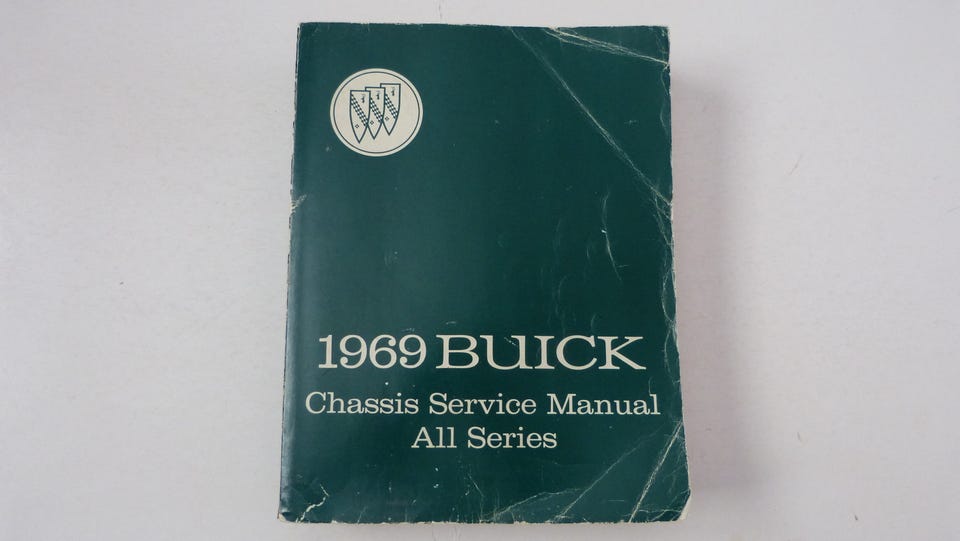 1969 BUICK
Chassis Service Manual
All Series